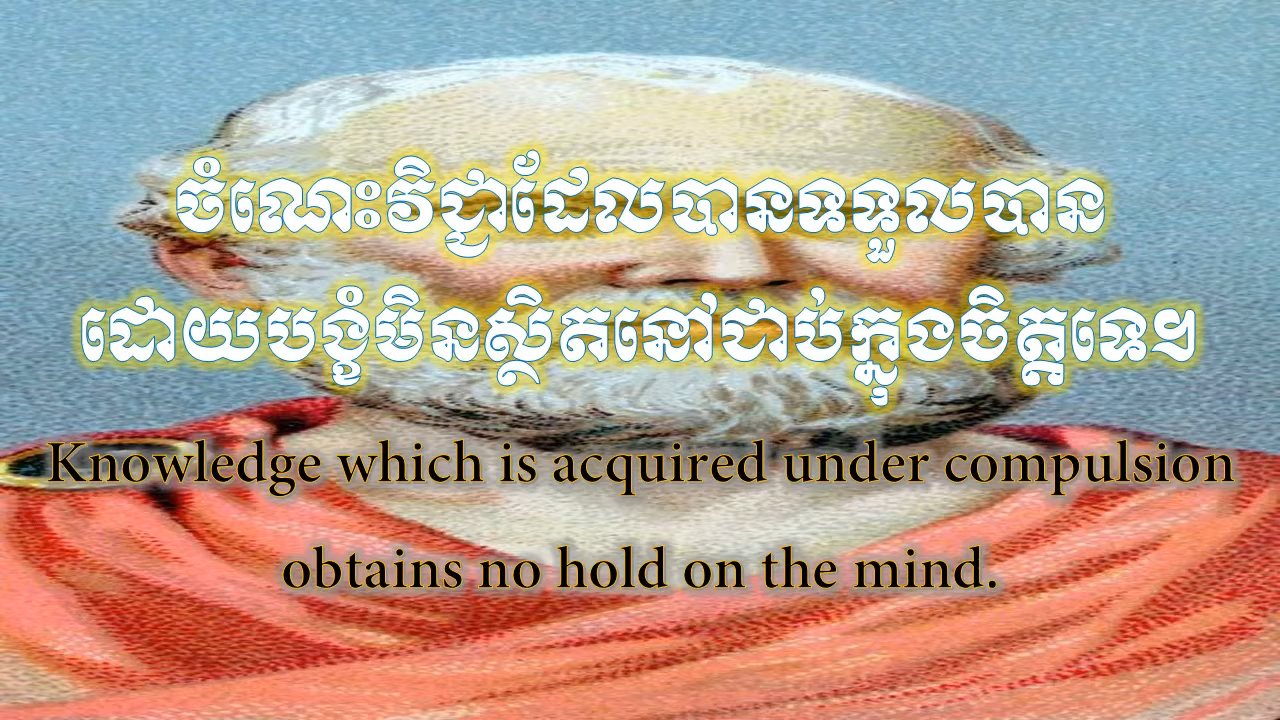 ចំណេះវិជ្ជាដែលបានទទួលបាន
ដោយបង្ខំមិនស្ថិតនៅជាប់ក្នុងចិត្តទេ។
Knowledge which is acquired under compulsion
obtains no hold on the mind.